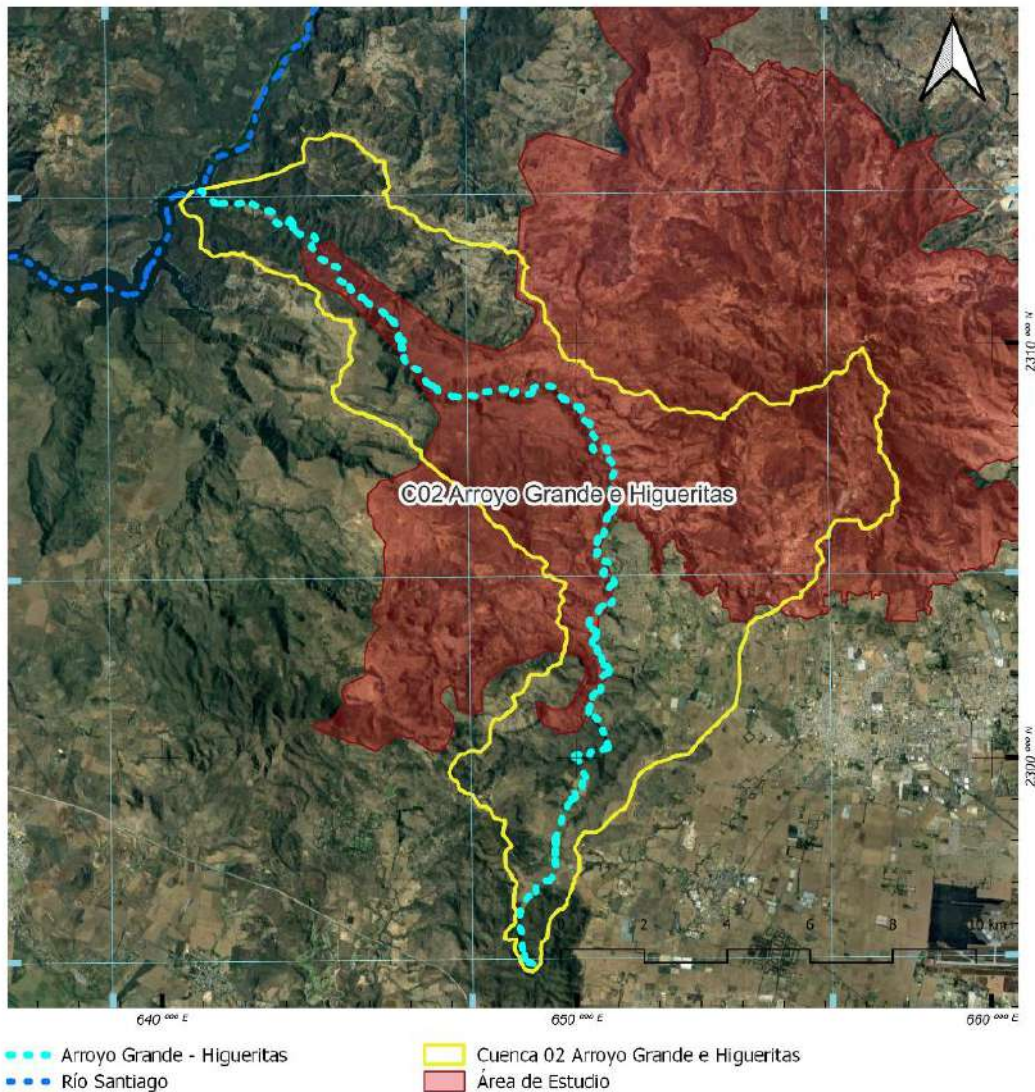 2310 ⁰⁰⁰ N
C02 Arroyo Grande e Higueritas
2300 ⁰⁰⁰ N
0 2 4 6 8 10 km
640 ⁰⁰⁰ E 650 ⁰⁰⁰ E 660 ⁰⁰⁰ E
Arroyo Grande - Higueritas
Río Santiago
Cuenca 02 Arroyo Grande e Higueritas
Área de Estudio